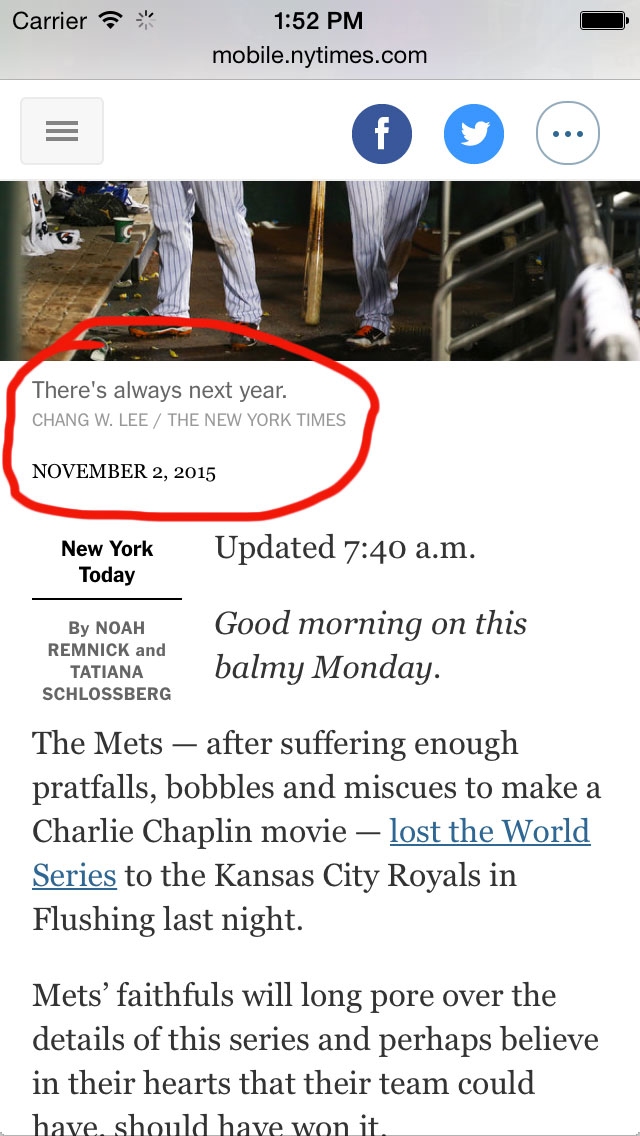 Carrier 1:52 PM
mobile.nytimes.com
There's always next year.
CHANG W. LEE / THE NEW YORK TIMES
NOVEMBER 2, 2015
New York
Today
By NOAH
REMNICK and
TATIANA
SCHLOSSBERG
Updated 7:40 a.m.
Good morning on this
balmy Monday.
The Mets — after suffering enough
pratfalls, bobbles and miscues to make a
Charlie Chaplin movie — lost the World
Series to the Kansas City Royals in
Flushing last night.
Mets’ faithfuls will long pore over the
details of this series and perhaps believe
in their hearts that their team could
have, should have won it.